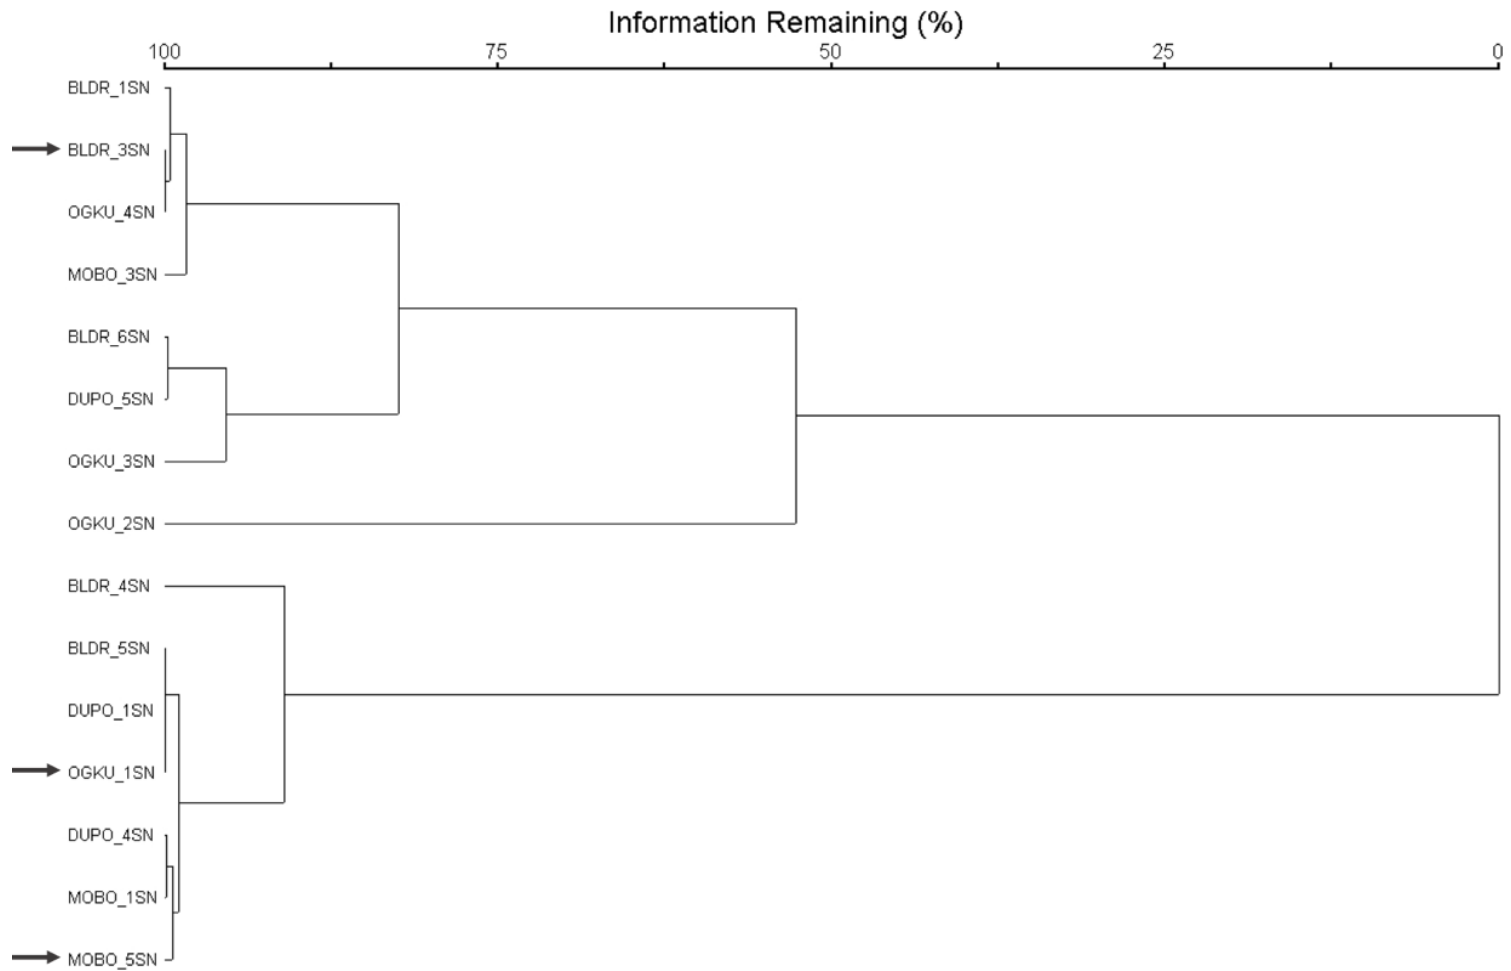 Information Remaining (%)
100 75 50 25 0
BLDR_1SN
BLDR_3SN
OGKU_4SN
MOBO_3SN
BLDR_6SN
DUPO_5SN
OGKU_3SN
OGKU_2SN
BLDR_4SN
BLDR_5SN
DUPO_1SN
OGKU_1SN
DUPO_4SN
MOBO_1SN
MOBO_5SN